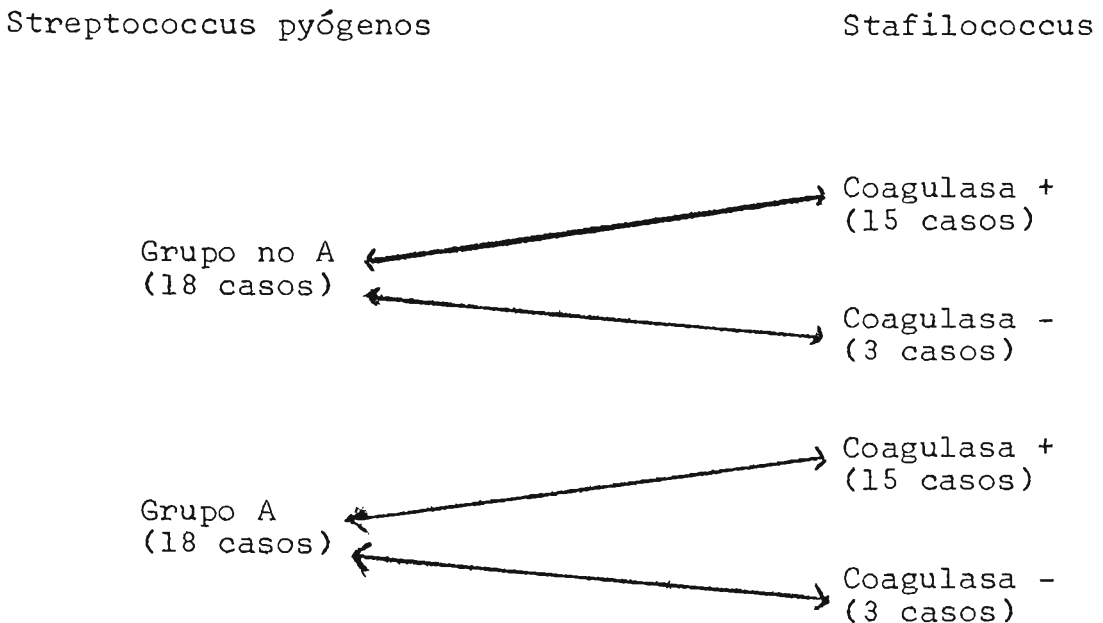 Streptococcus pyógenos Stafilococcus
Coagulasa +
(15 casos)
Grupo no A
(18 casos)
Coagulasa -
(3 casos)
Coagulasa +
(15 casos)
Grupo A
(18 casos)
Coagulasa -
(3 casos)